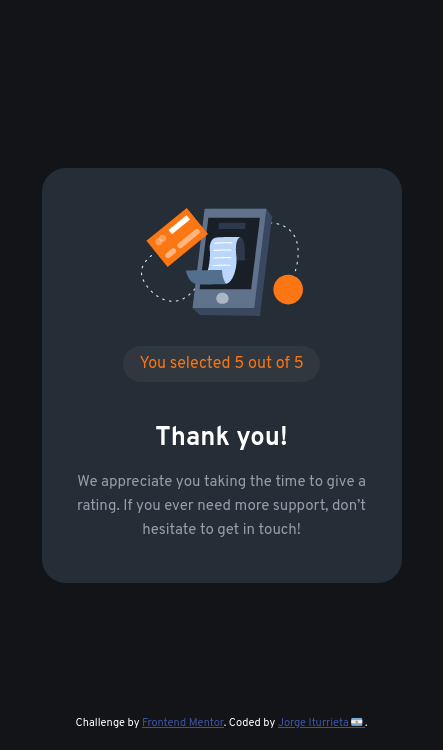 You selected 5 out of 5
Thank you!
We appreciate you taking the time to give a
rating. If you ever need more support, don’t
hesitate to get in touch!
Challenge by Frontend Mentor. Coded by Jorge Iturrieta 🇦🇷.